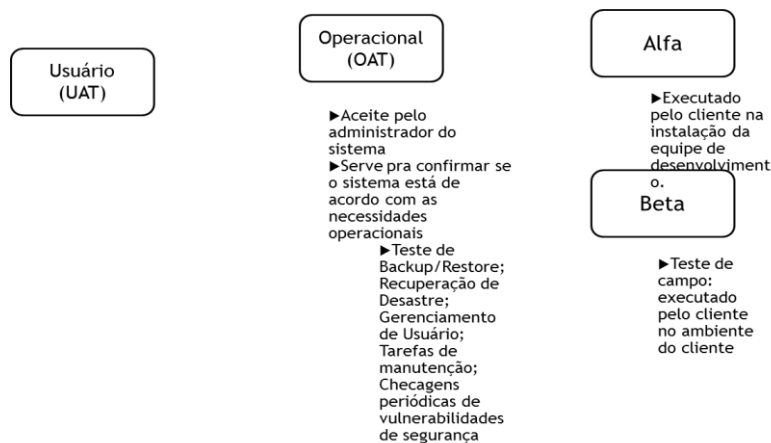 Usuário
(UAT)
Operacional
(OAT)
►Aceite pelo
administrador do
sistema
►Serve pra confirmar se
o sistema está de
acordo com as
necessidades
operacionais
►Teste de
Backup/Restore;
Recuperação de
Desastre;
Gerenciamento
de Usuário;
Tarefas de
manutenção;
Checagens
periódicas de
vulnerabilidades
de segurança
Alfa
►Executado
pelo cliente na
instalação da
equipe de
desenvolviment
o.
Beta
►Teste de
campo:
executado
pelo cliente
no ambiente
do cliente